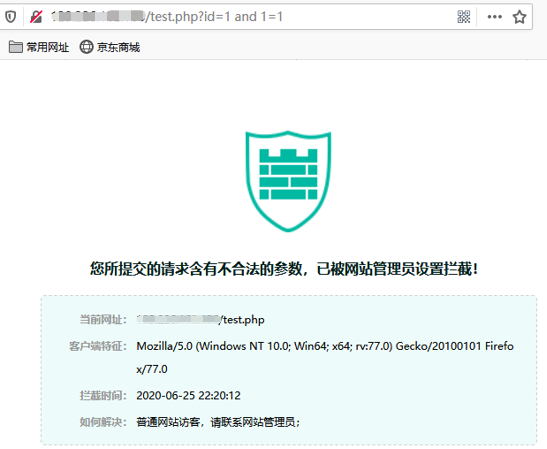 /test.php?id=1 and 1=1
常用网址 京东商城
您所提交的请求含有不合法的参数，已被网站管理员设置拦截！
当前网址： /test.php
客户端特征： Mozilla/5.0 (Windows NT 10.0; Win64; x64; rv:77.0) Gecko/20100101 Firefo
x/77.0
拦截时间： 2020-06-25 22:20:12
如何解决： 普通网站访客，请联系网站管理员；